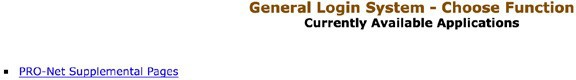 General Login System - Choose Function
Currently Available Applications
PRO-Net Supplemental Pages